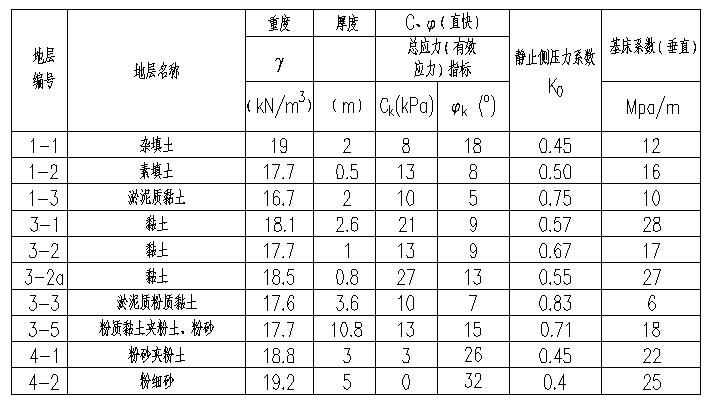 地层编号 地层名称 重度 γ (kN/m³) 厚度 (m) C、φ(直快) 总应力(有效应力)指标 Ck(kPa) φk (°) 静止侧压力系数 K0 基床系数(垂直) Mpa/m
1-1 杂填土 19 2 8 18 0.45 12
1-2 素填土 17.7 0.5 13 8 0.50 16
1-3 淤泥质黏土 16.7 2 10 5 0.75 10
3-1 黏土 18.1 2.6 21 9 0.57 28
3-2 黏土 17.7 1 13 9 0.67 17
3-2a 黏土 18.5 0.8 27 13 0.55 27
3-3 淤泥质粉质黏土 17.6 3.6 10 7 0.83 6
3-5 粉质黏土夹粉土、粉砂 17.7 10.8 13 15 0.71 18
4-1 粉砂夹粉土 18.8 3 3 26 0.45 22
4-2 粉细砂 19.2 5 0 32 0.4 25